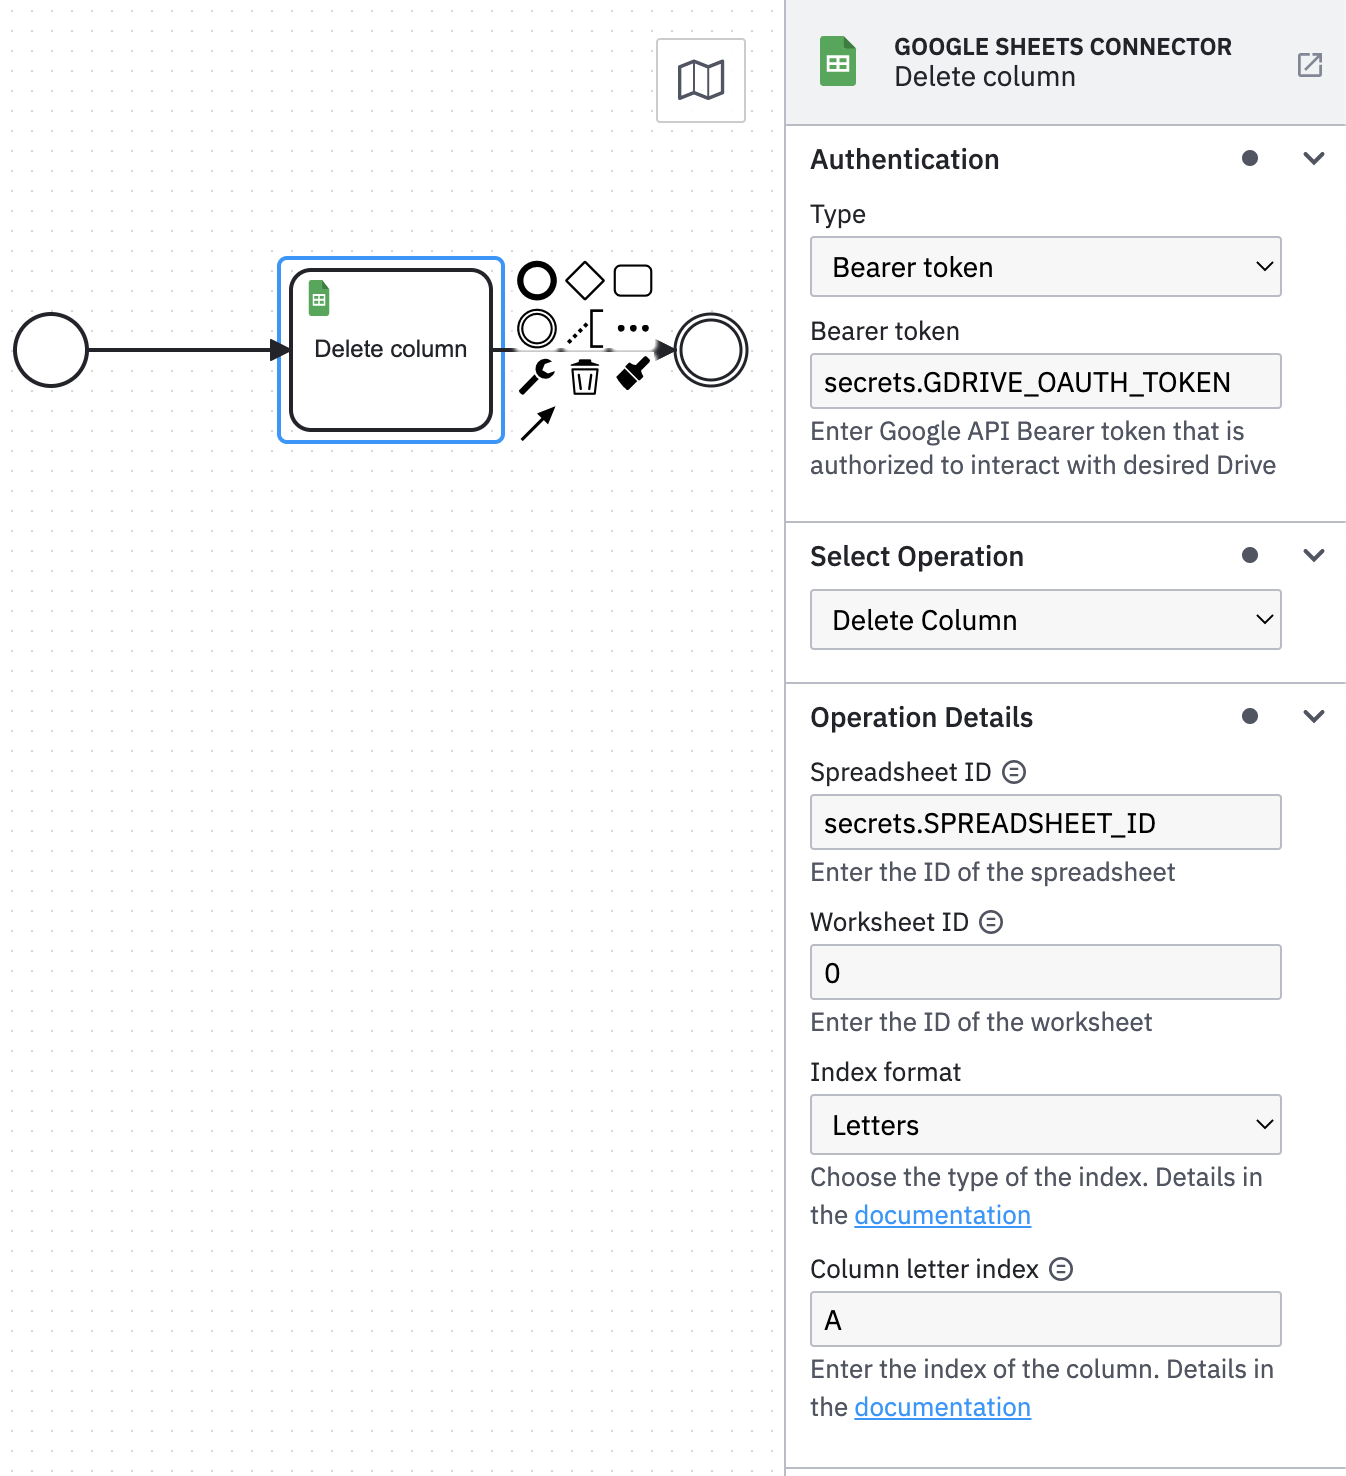 Delete column
GOOGLE SHEETS CONNECTOR
Delete column
Authentication
Type
Bearer token
Bearer token
secrets.GDRIVE_OAUTH_TOKEN
Enter Google API Bearer token that is
authorized to interact with desired Drive
Select Operation
Delete Column
Operation Details
Spreadsheet ID
secrets.SPREADSHEET_ID
Enter the ID of the spreadsheet
Worksheet ID
0
Enter the ID of the worksheet
Index format
Letters
Choose the type of the index. Details in
the documentation
Column letter index
A
Enter the index of the column. Details in
the documentation